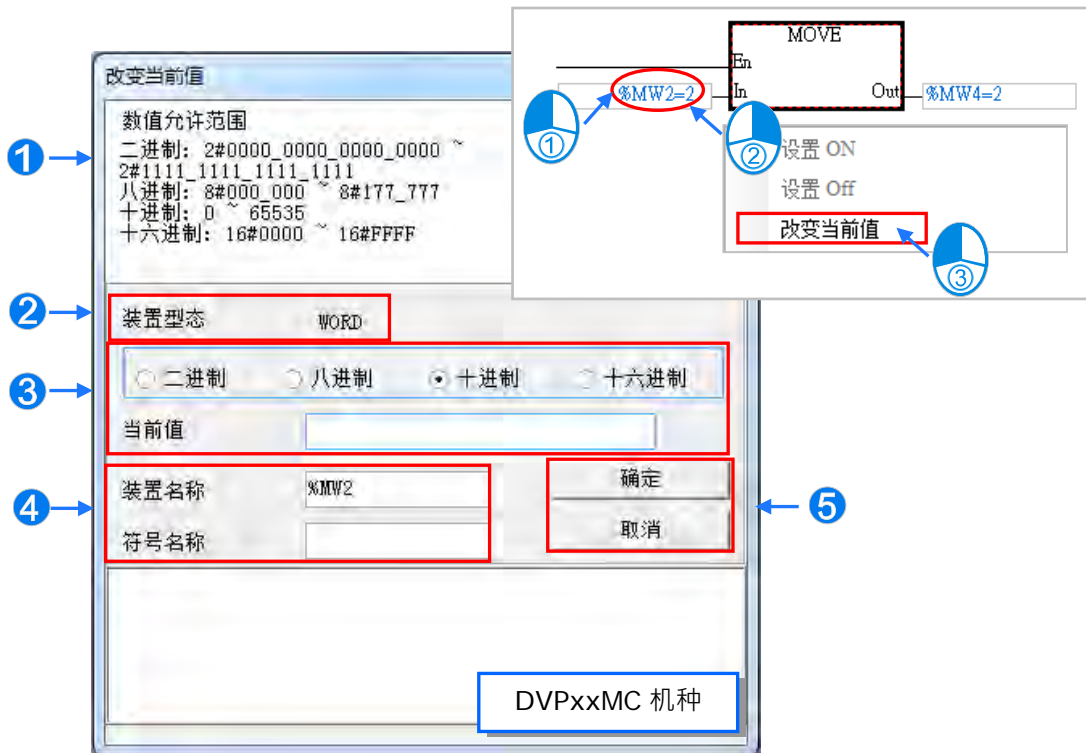 MOVE
En
%MW2=2
In
Out
%MW4=2
①
②
设置 ON
设置 Off
改变当前值
③
改变当前值
1
数值允许范围
二进制: 2#0000_0000_0000_0000 ~
2#1111_1111_1111_1111
八进制: 8#000_000 ~ 8#177_777
十进制: 0 ~ 65535
十六进制: 16#0000 ~ 16#FFFF
2
装置型态 WORD
3
二进制 八进制 十进制 十六进制
当前值
4
装置名称 %MW2
符号名称
确定
取消
5
DVPxxMC 机种